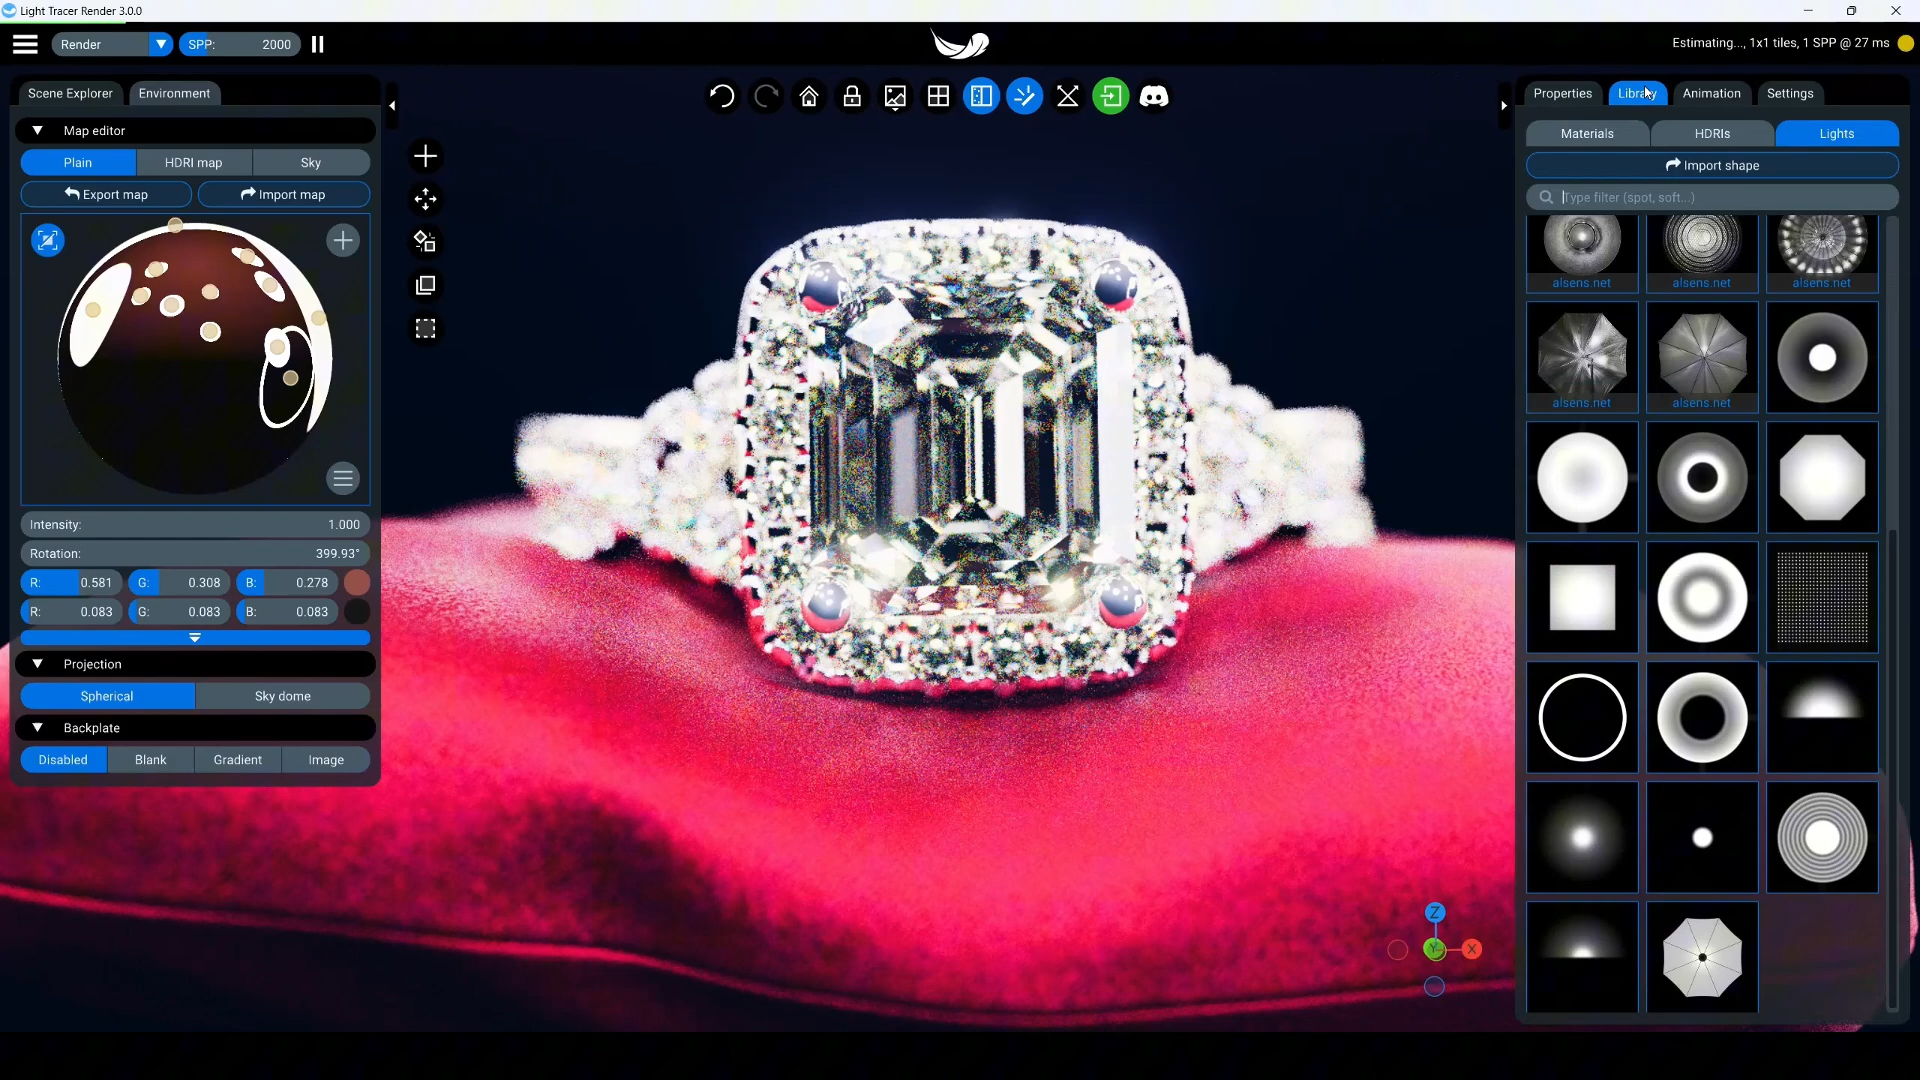 Light Tracer Render 3.0.0
Render
SPP: 2000
Estimating..., 1x1 tiles, 1 SPP @ 27 ms
Scene Explorer
Environment
Map editor
Plain
HDRI map
Sky
Export map
Import map
Intensity: 1.000
Rotation: 399.93°
R: 0.581 G: 0.308 B: 0.278
R: 0.083 G: 0.083 B: 0.083
Projection
Spherical
Sky dome
Backplate
Disabled
Blank
Gradient
Image
Z
Y
X
Properties
Library
Animation
Settings
Materials
HDRIs
Lights
Import shape
Type filter (spot, soft...)
alsens.net
alsens.net
alsens.net
alsens.net
alsens.net